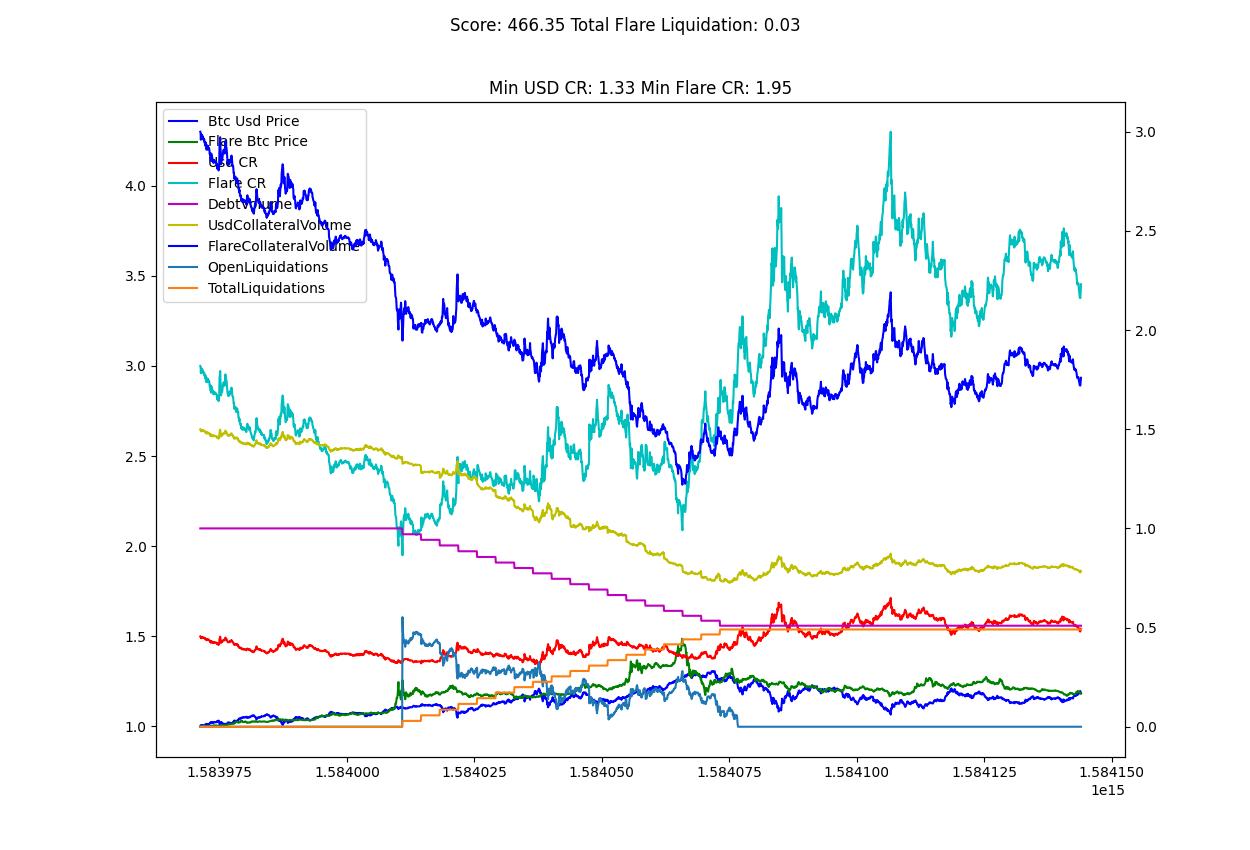 Score: 466.35 Total Flare Liquidation: 0.03
Min USD CR: 1.33 Min Flare CR: 1.95
Btc Usd Price
Flare Btc Price
Usd CR
Flare CR
DebtVolume
UsdCollateralVolume
FlareCollateralVolume
OpenLiquidations
TotalLiquidations
4.0
3.5
3.0
2.5
2.0
1.5
1.0
3.0
2.5
2.0
1.5
1.0
0.5
0.0
1.583975 1.584000 1.584025 1.584050 1.584075 1.584100 1.584125 1.584150
1e15